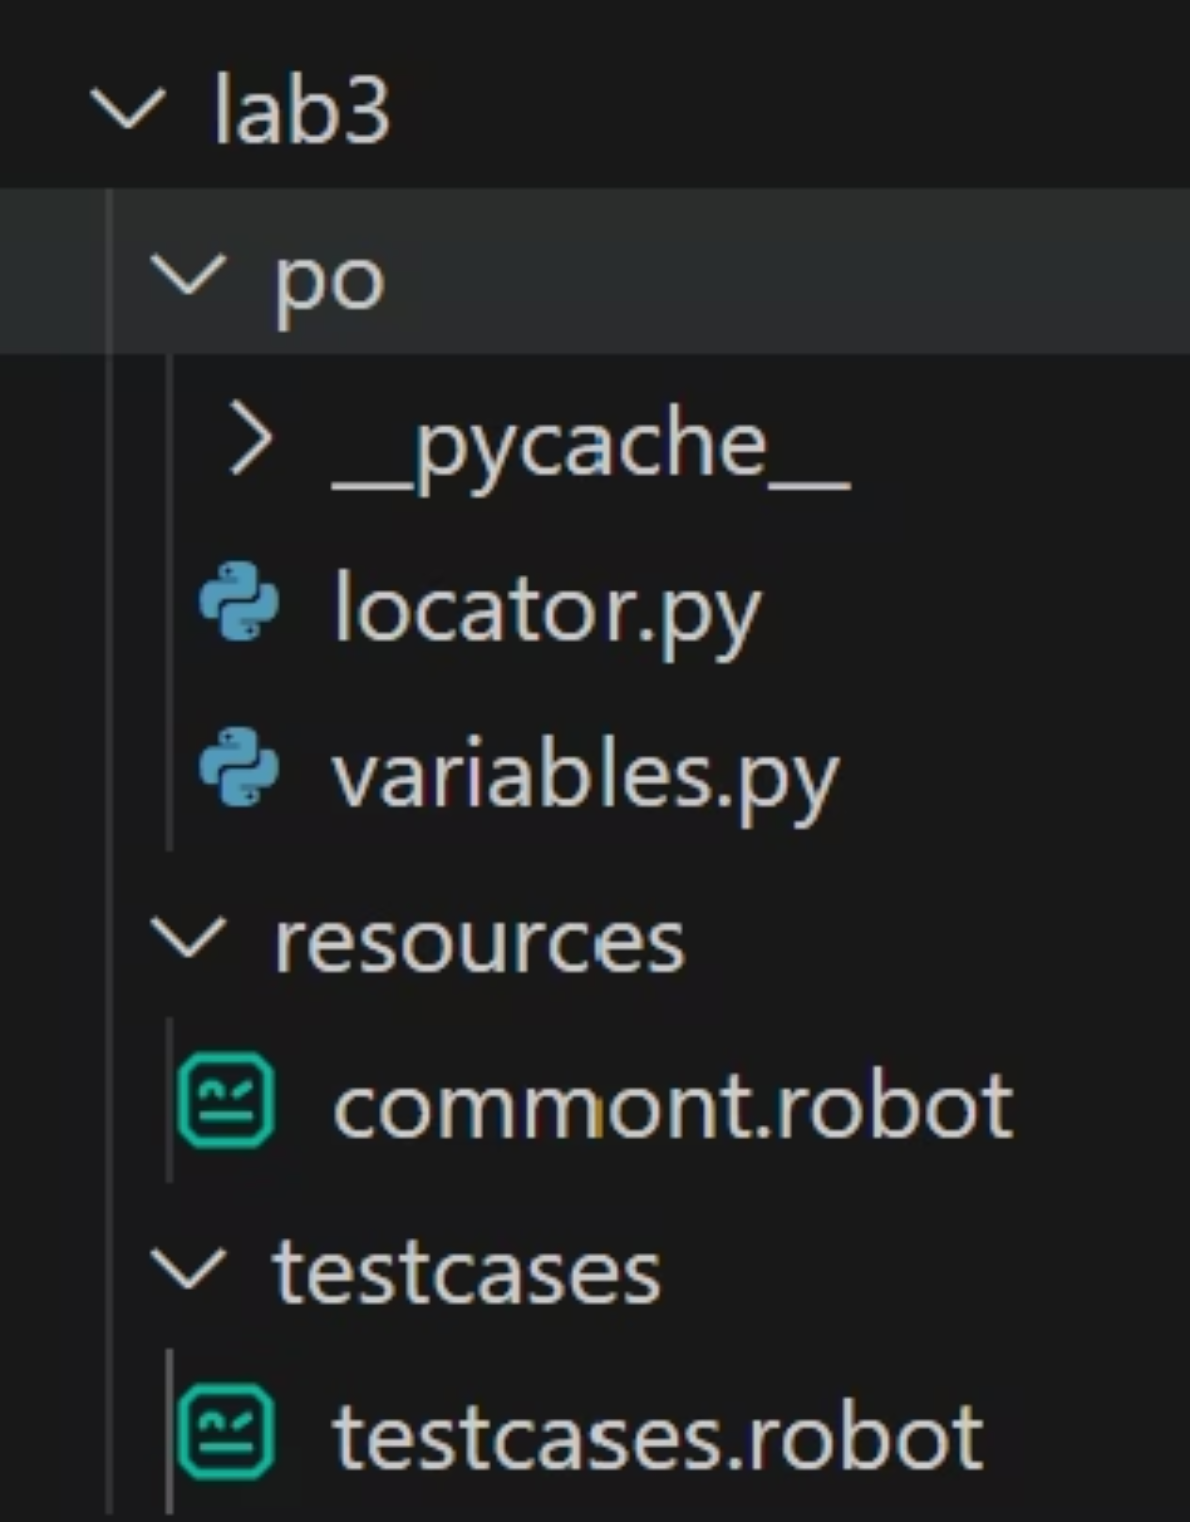 lab3
po
__pycache__
locator.py
variables.py
resources
commont.robot
testcases
testcases.robot